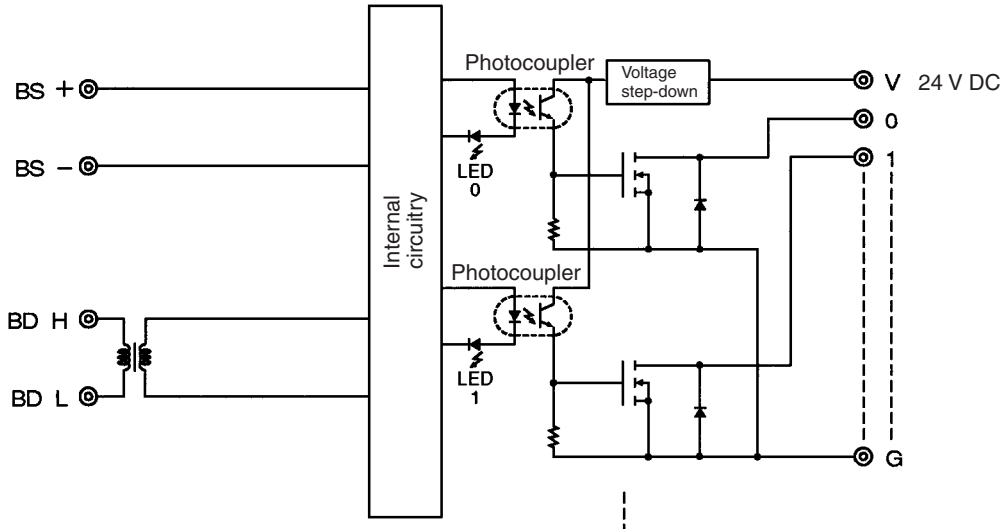 BS +
BS −
BD H
BD L
Internal
circuitry
Photocoupler
LED
0
Photocoupler
LED
1
Voltage
step-down
V 24 V DC
0
1
G